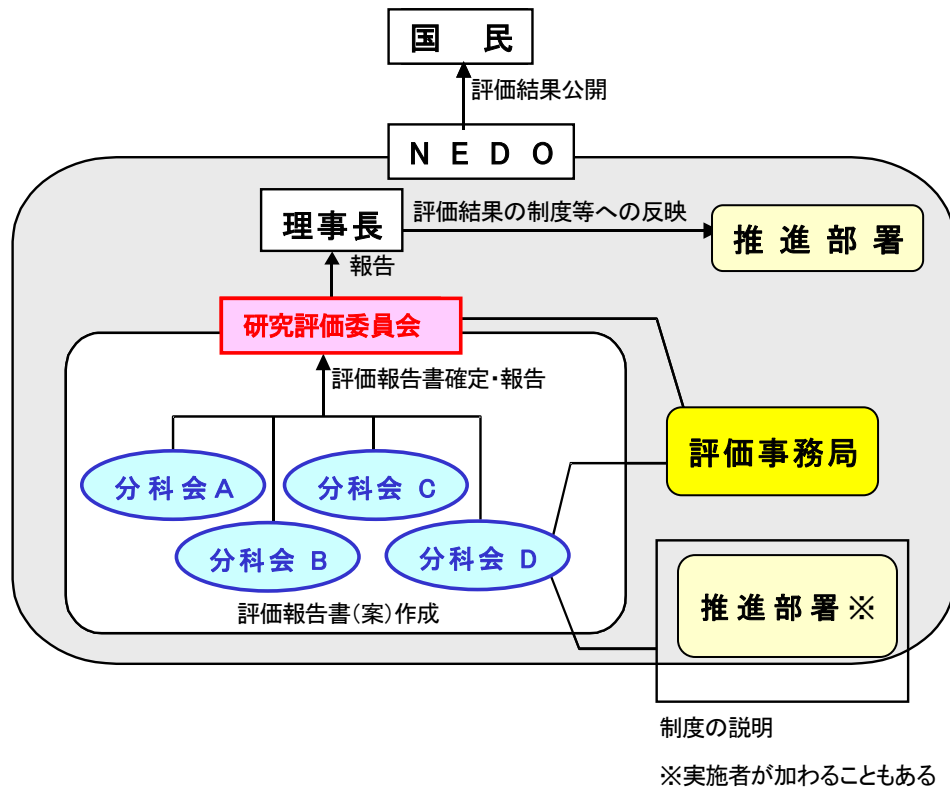 国　民
評価結果公開
ＮＥＤＯ
理事長
評価結果の制度等への反映
推進部署
報告
研究評価委員会
評価報告書確定・報告
評価事務局
分科会A
分科会 C
分科会 B
分科会 D
推進部署※
評価報告書(案)作成
制度の説明
※実施者が加わることもある